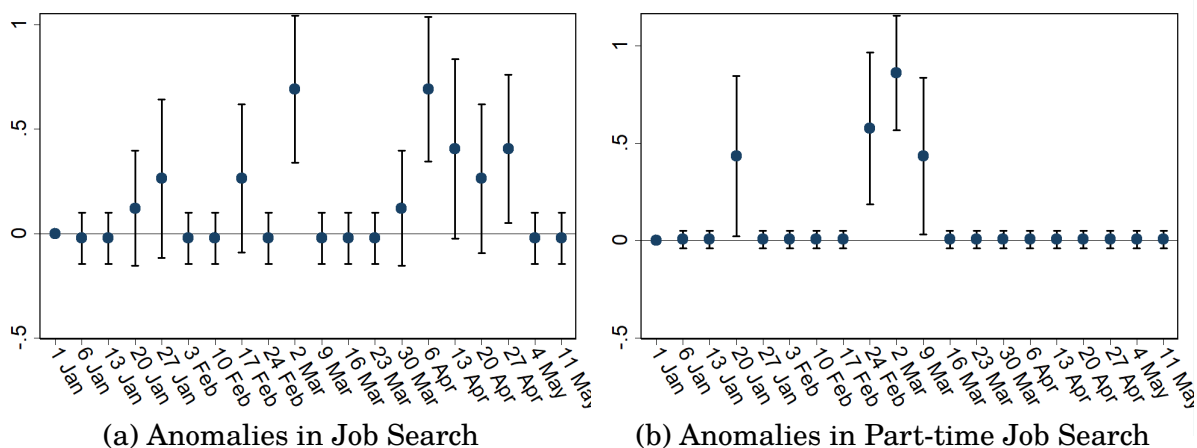 1
.5
0
-.5
1 Jan
6 Jan
13 Jan
20 Jan
27 Jan
3 Feb
10 Feb
17 Feb
24 Feb
2 Mar
9 Mar
16 Mar
23 Mar
30 Mar
6 Apr
13 Apr
20 Apr
27 Apr
4 May
11 May
(a) Anomalies in Job Search
1
.5
0
-.5
1 Jan
6 Jan
13 Jan
20 Jan
27 Jan
3 Feb
10 Feb
17 Feb
24 Feb
2 Mar
9 Mar
16 Mar
23 Mar
30 Mar
6 Apr
13 Apr
20 Apr
27 Apr
4 May
11 May
(b) Anomalies in Part-time Job Search